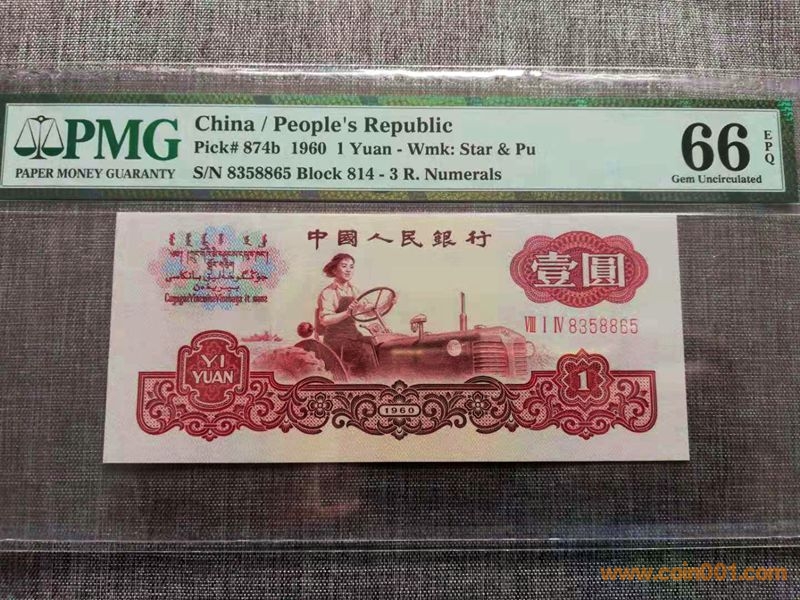 PMG
PAPER MONEY GUARANTY
China / People's Republic
Pick# 874b 1960 1 Yuan - Wmk: Star & Pu
S/N 8358865 Block 814 - 3 R. Numerals
66
EPQ
Gem Uncirculated
中國人民銀行
壹圓
VIII I IV 8358865
YI
YUAN
1
1960
www.coin001.com